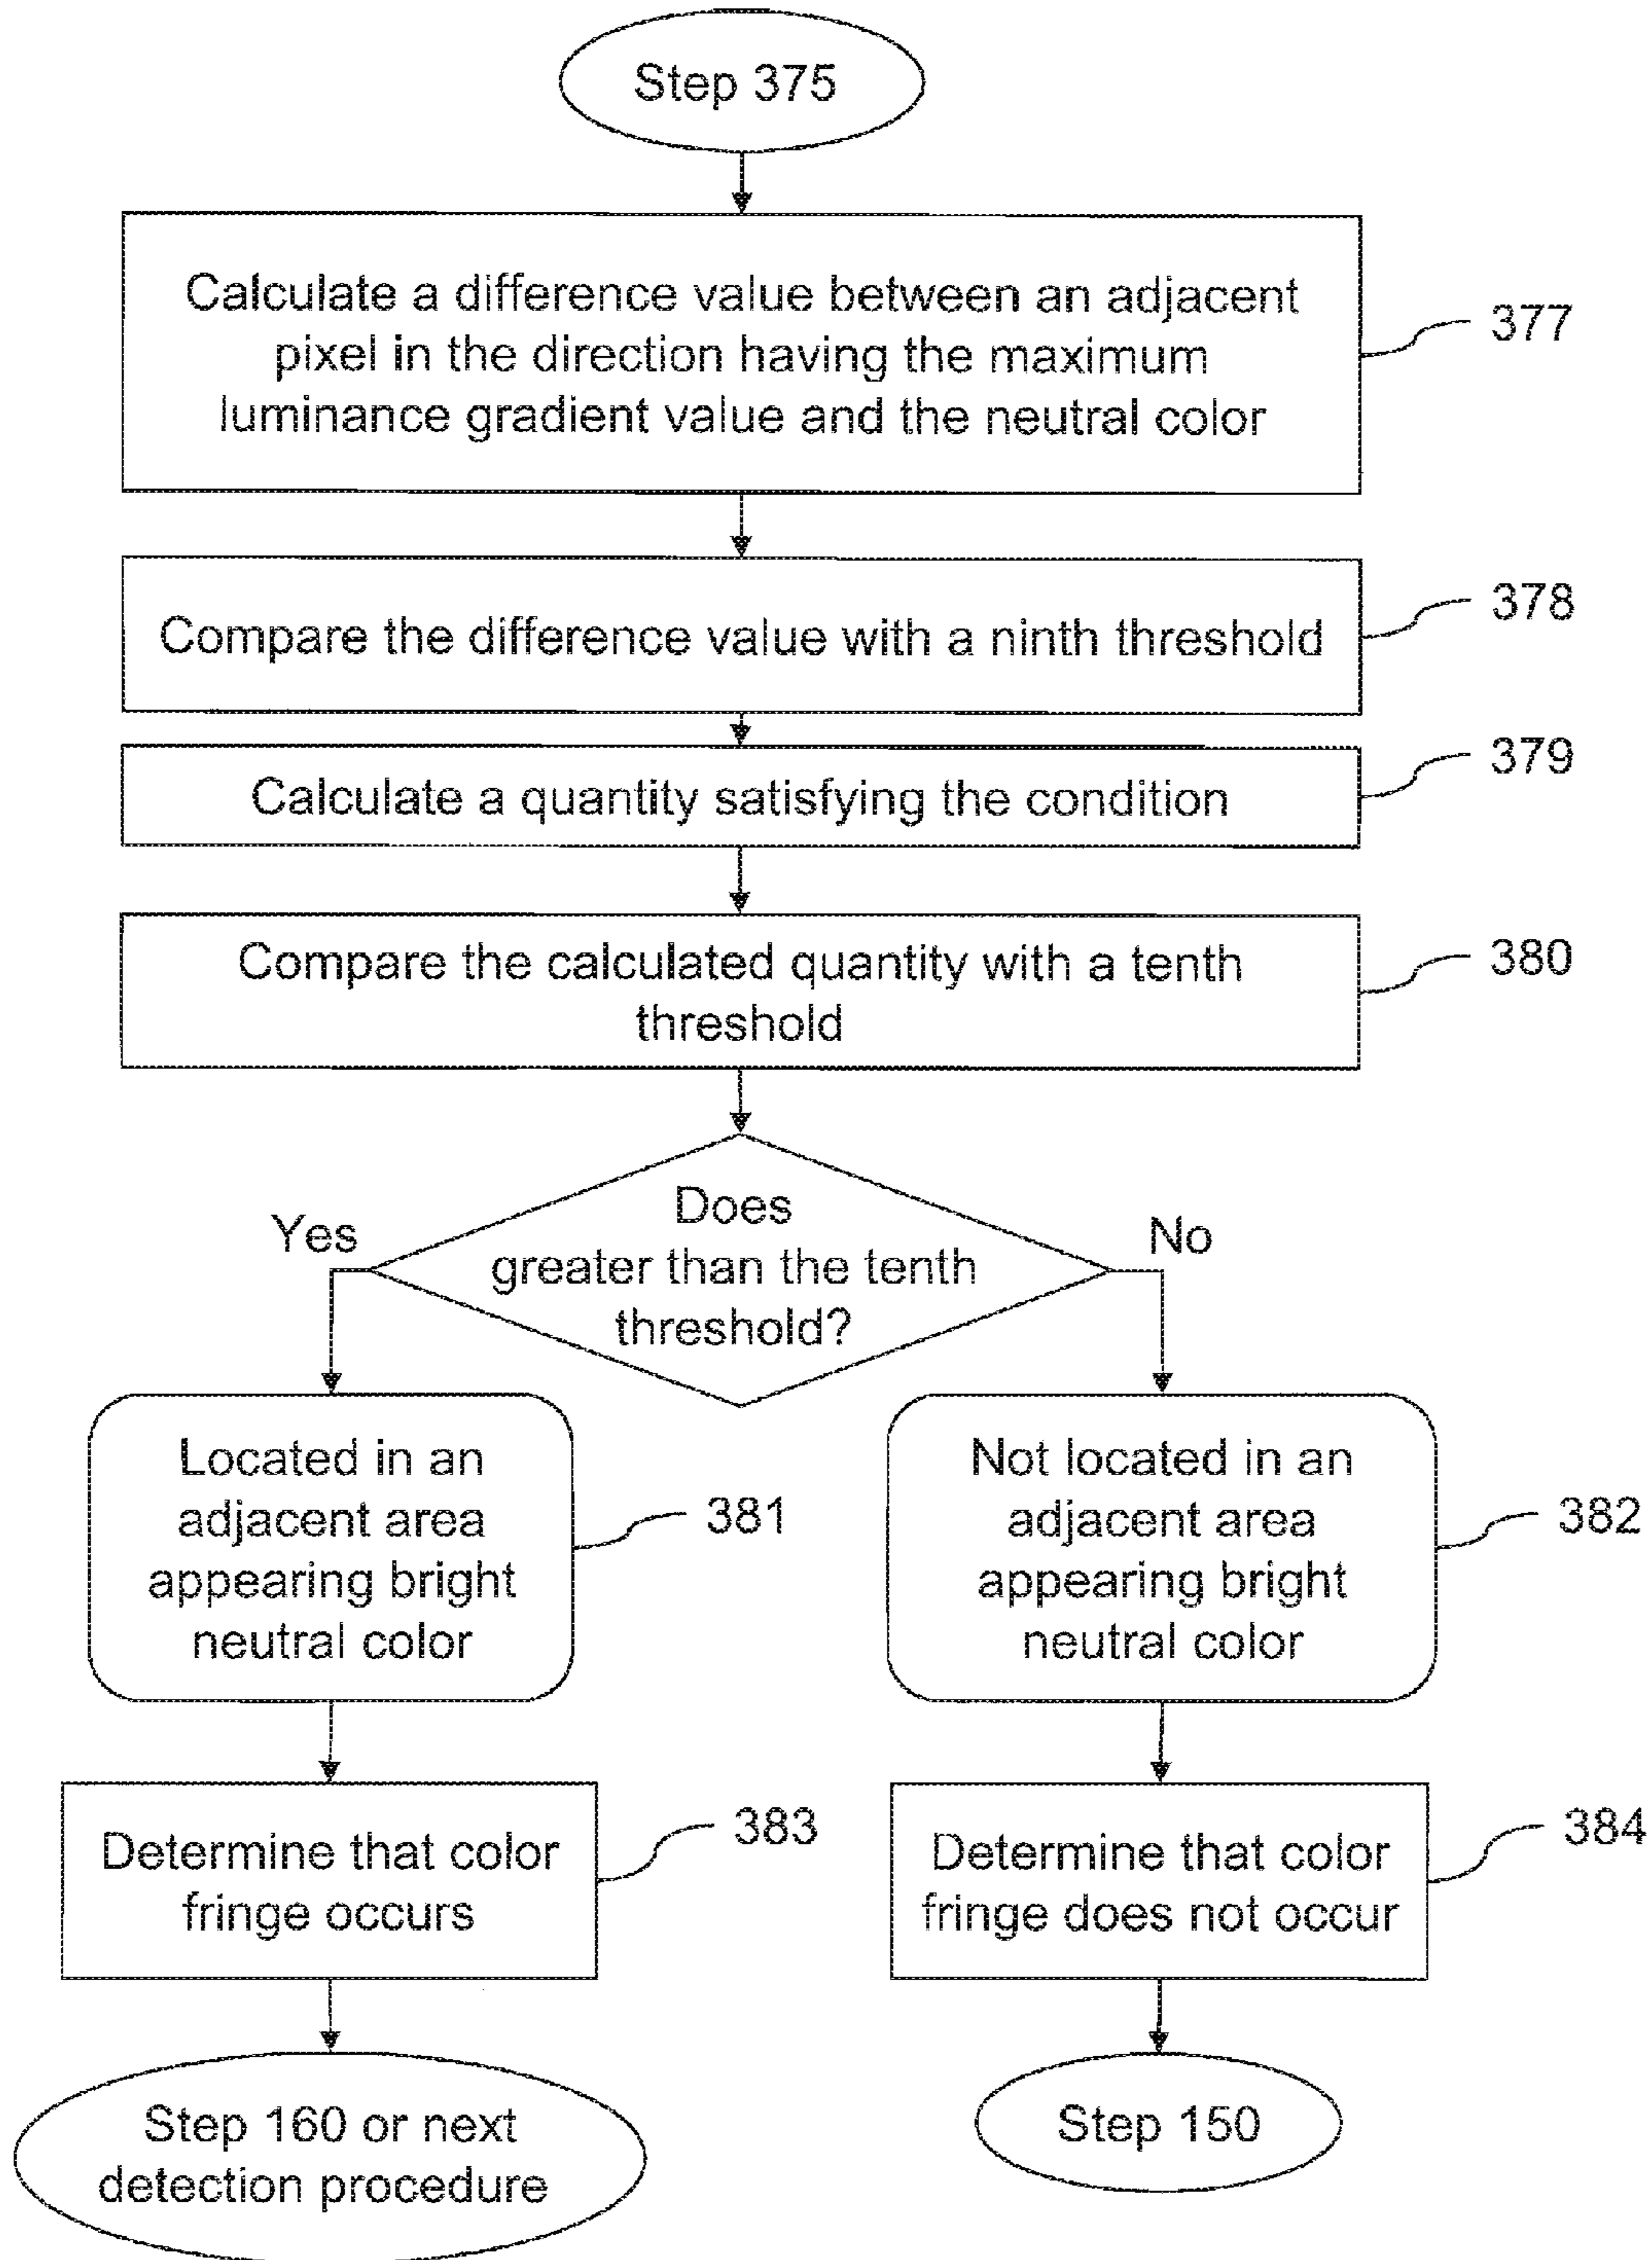 Step 375
Calculate a difference value between an adjacent
pixel in the direction having the maximum
luminance gradient value and the neutral color
377
Compare the difference value with a ninth threshold
378
Calculate a quantity satisfying the condition
379
Compare the calculated quantity with a tenth
threshold
380
Does
greater than the tenth
threshold?
Yes
No
Located in an
adjacent area
appearing bright
neutral color
381
Not located in an
adjacent area
appearing bright
neutral color
382
Determine that color
fringe occurs
383
Determine that color
fringe does not occur
384
Step 160 or next
detection procedure
Step 150